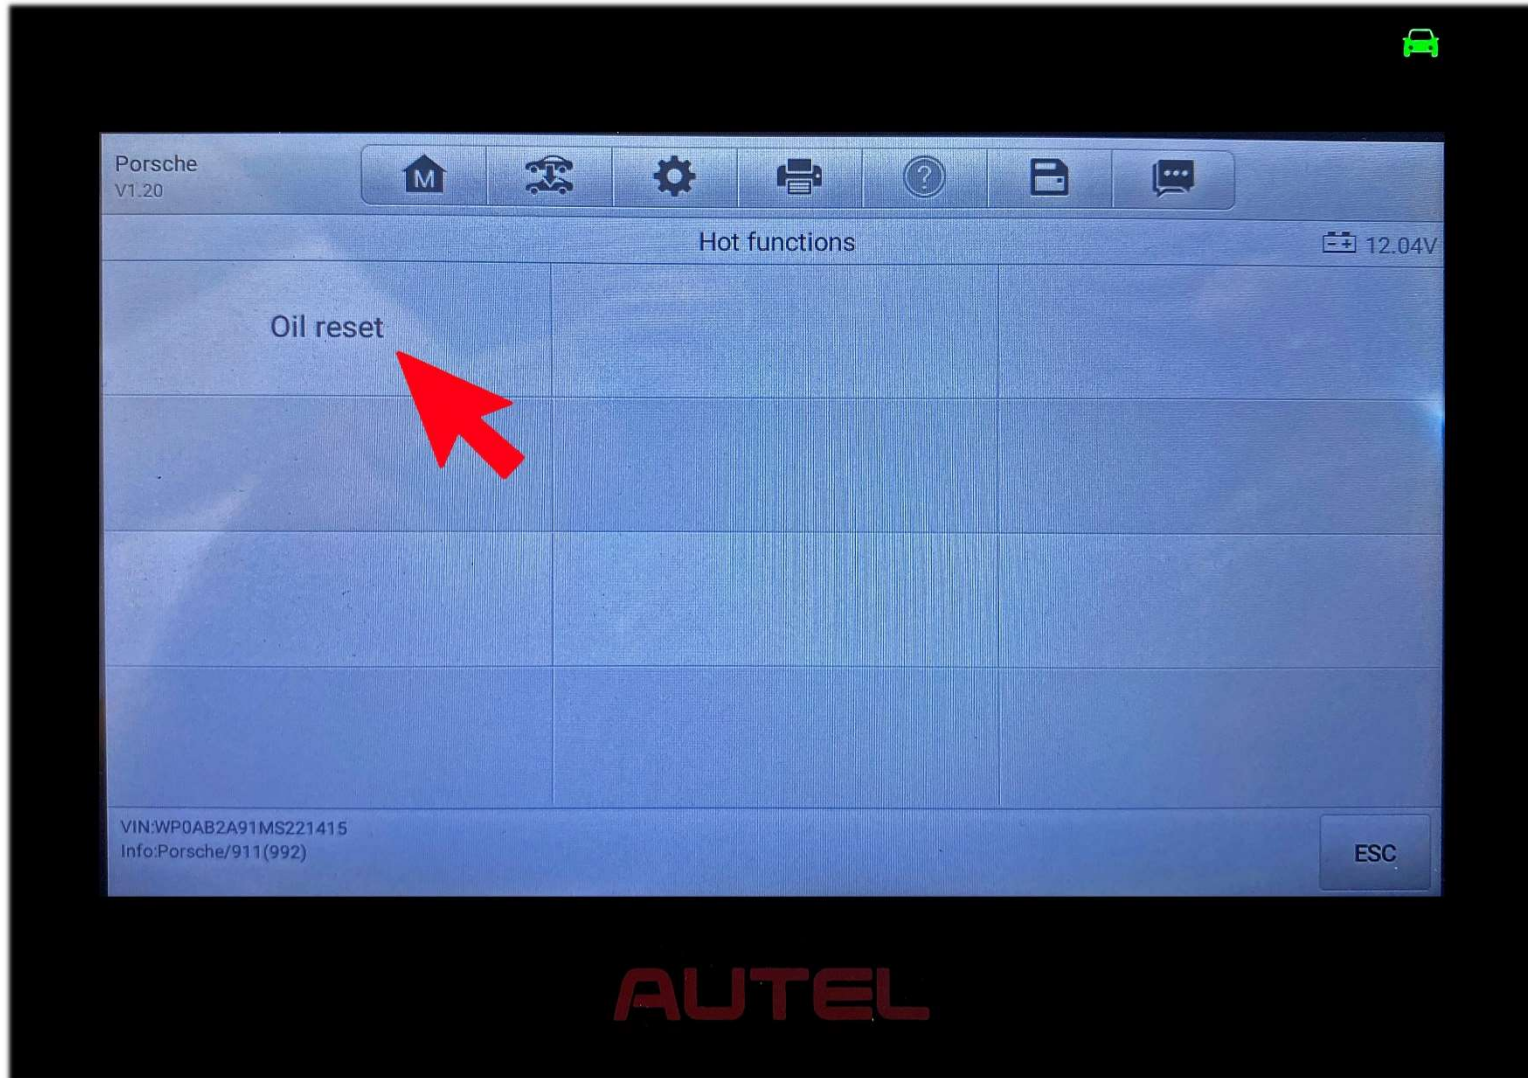 Porsche
V1.20
M
Hot functions
12.04V
Oil reset
VIN:WP0AB2A91MS221415
Info:Porsche/911(992)
ESC
AUTEL